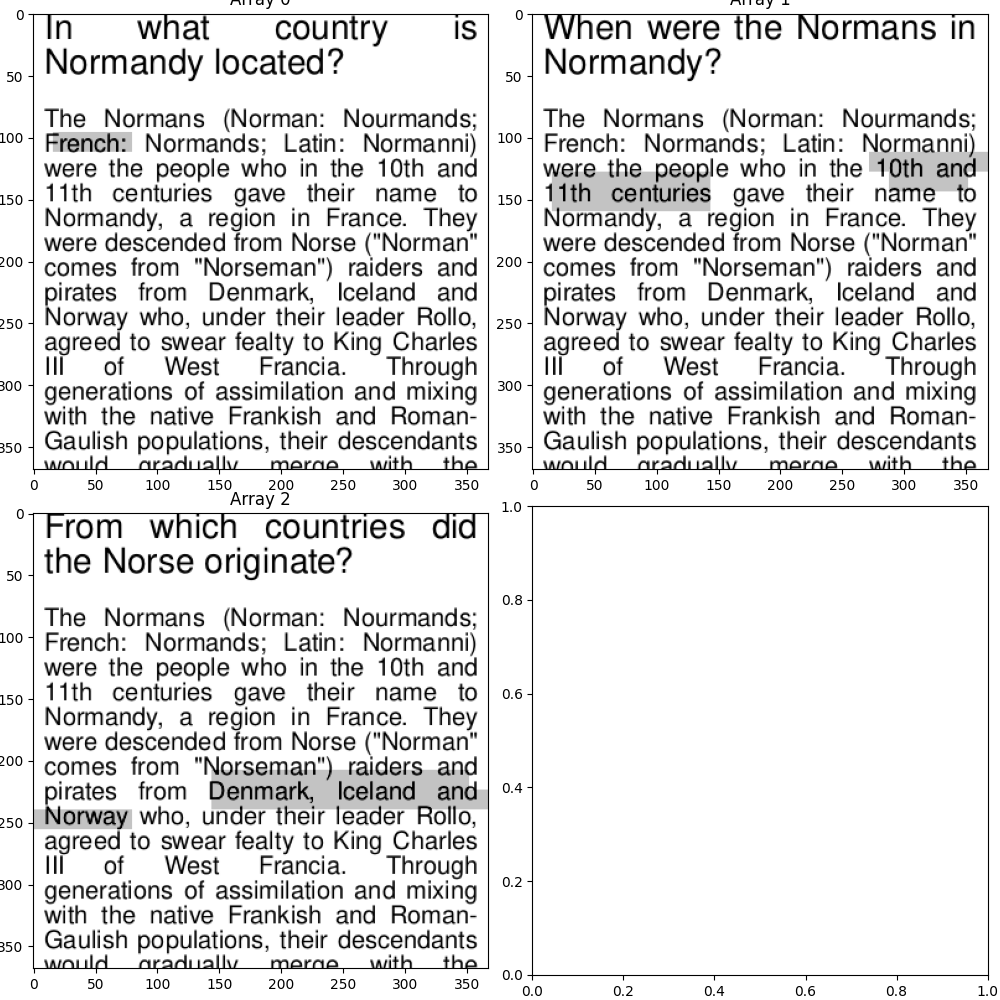 Array 0
In what country is
Normandy located?
The Normans (Norman: Nourmands;
French: Normands; Latin: Normanni)
were the people who in the 10th and
11th centuries gave their name to
Normandy, a region in France. They
were descended from Norse ("Norman"
comes from "Norseman") raiders and
pirates from Denmark, Iceland and
Norway who, under their leader Rollo,
agreed to swear fealty to King Charles
III of West Francia. Through
generations of assimilation and mixing
with the native Frankish and Roman-
Gaulish populations, their descendants
would gradually merge with the
0
50
100
150
200
250
300
350
0 50 100 150 200 250 300 350
Array 1
When were the Normans in
Normandy?
The Normans (Norman: Nourmands;
French: Normands; Latin: Normanni)
were the people who in the 10th and
11th centuries gave their name to
Normandy, a region in France. They
were descended from Norse ("Norman"
comes from "Norseman") raiders and
pirates from Denmark, Iceland and
Norway who, under their leader Rollo,
agreed to swear fealty to King Charles
III of West Francia. Through
generations of assimilation and mixing
with the native Frankish and Roman-
Gaulish populations, their descendants
would gradually merge with the
0
50
100
150
200
250
300
350
0 50 100 150 200 250 300 350
Array 2
From which countries did
the Norse originate?
The Normans (Norman: Nourmands;
French: Normands; Latin: Normanni)
were the people who in the 10th and
11th centuries gave their name to
Normandy, a region in France. They
were descended from Norse ("Norman"
comes from "Norseman") raiders and
pirates from Denmark, Iceland and
Norway who, under their leader Rollo,
agreed to swear fealty to King Charles
III of West Francia. Through
generations of assimilation and mixing
with the native Frankish and Roman-
Gaulish populations, their descendants
would gradually merge with the
0
50
100
150
200
250
300
350
0 50 100 150 200 250 300 350
1.0
0.8
0.6
0.4
0.2
0.0
0.0 0.2 0.4 0.6 0.8 1.0